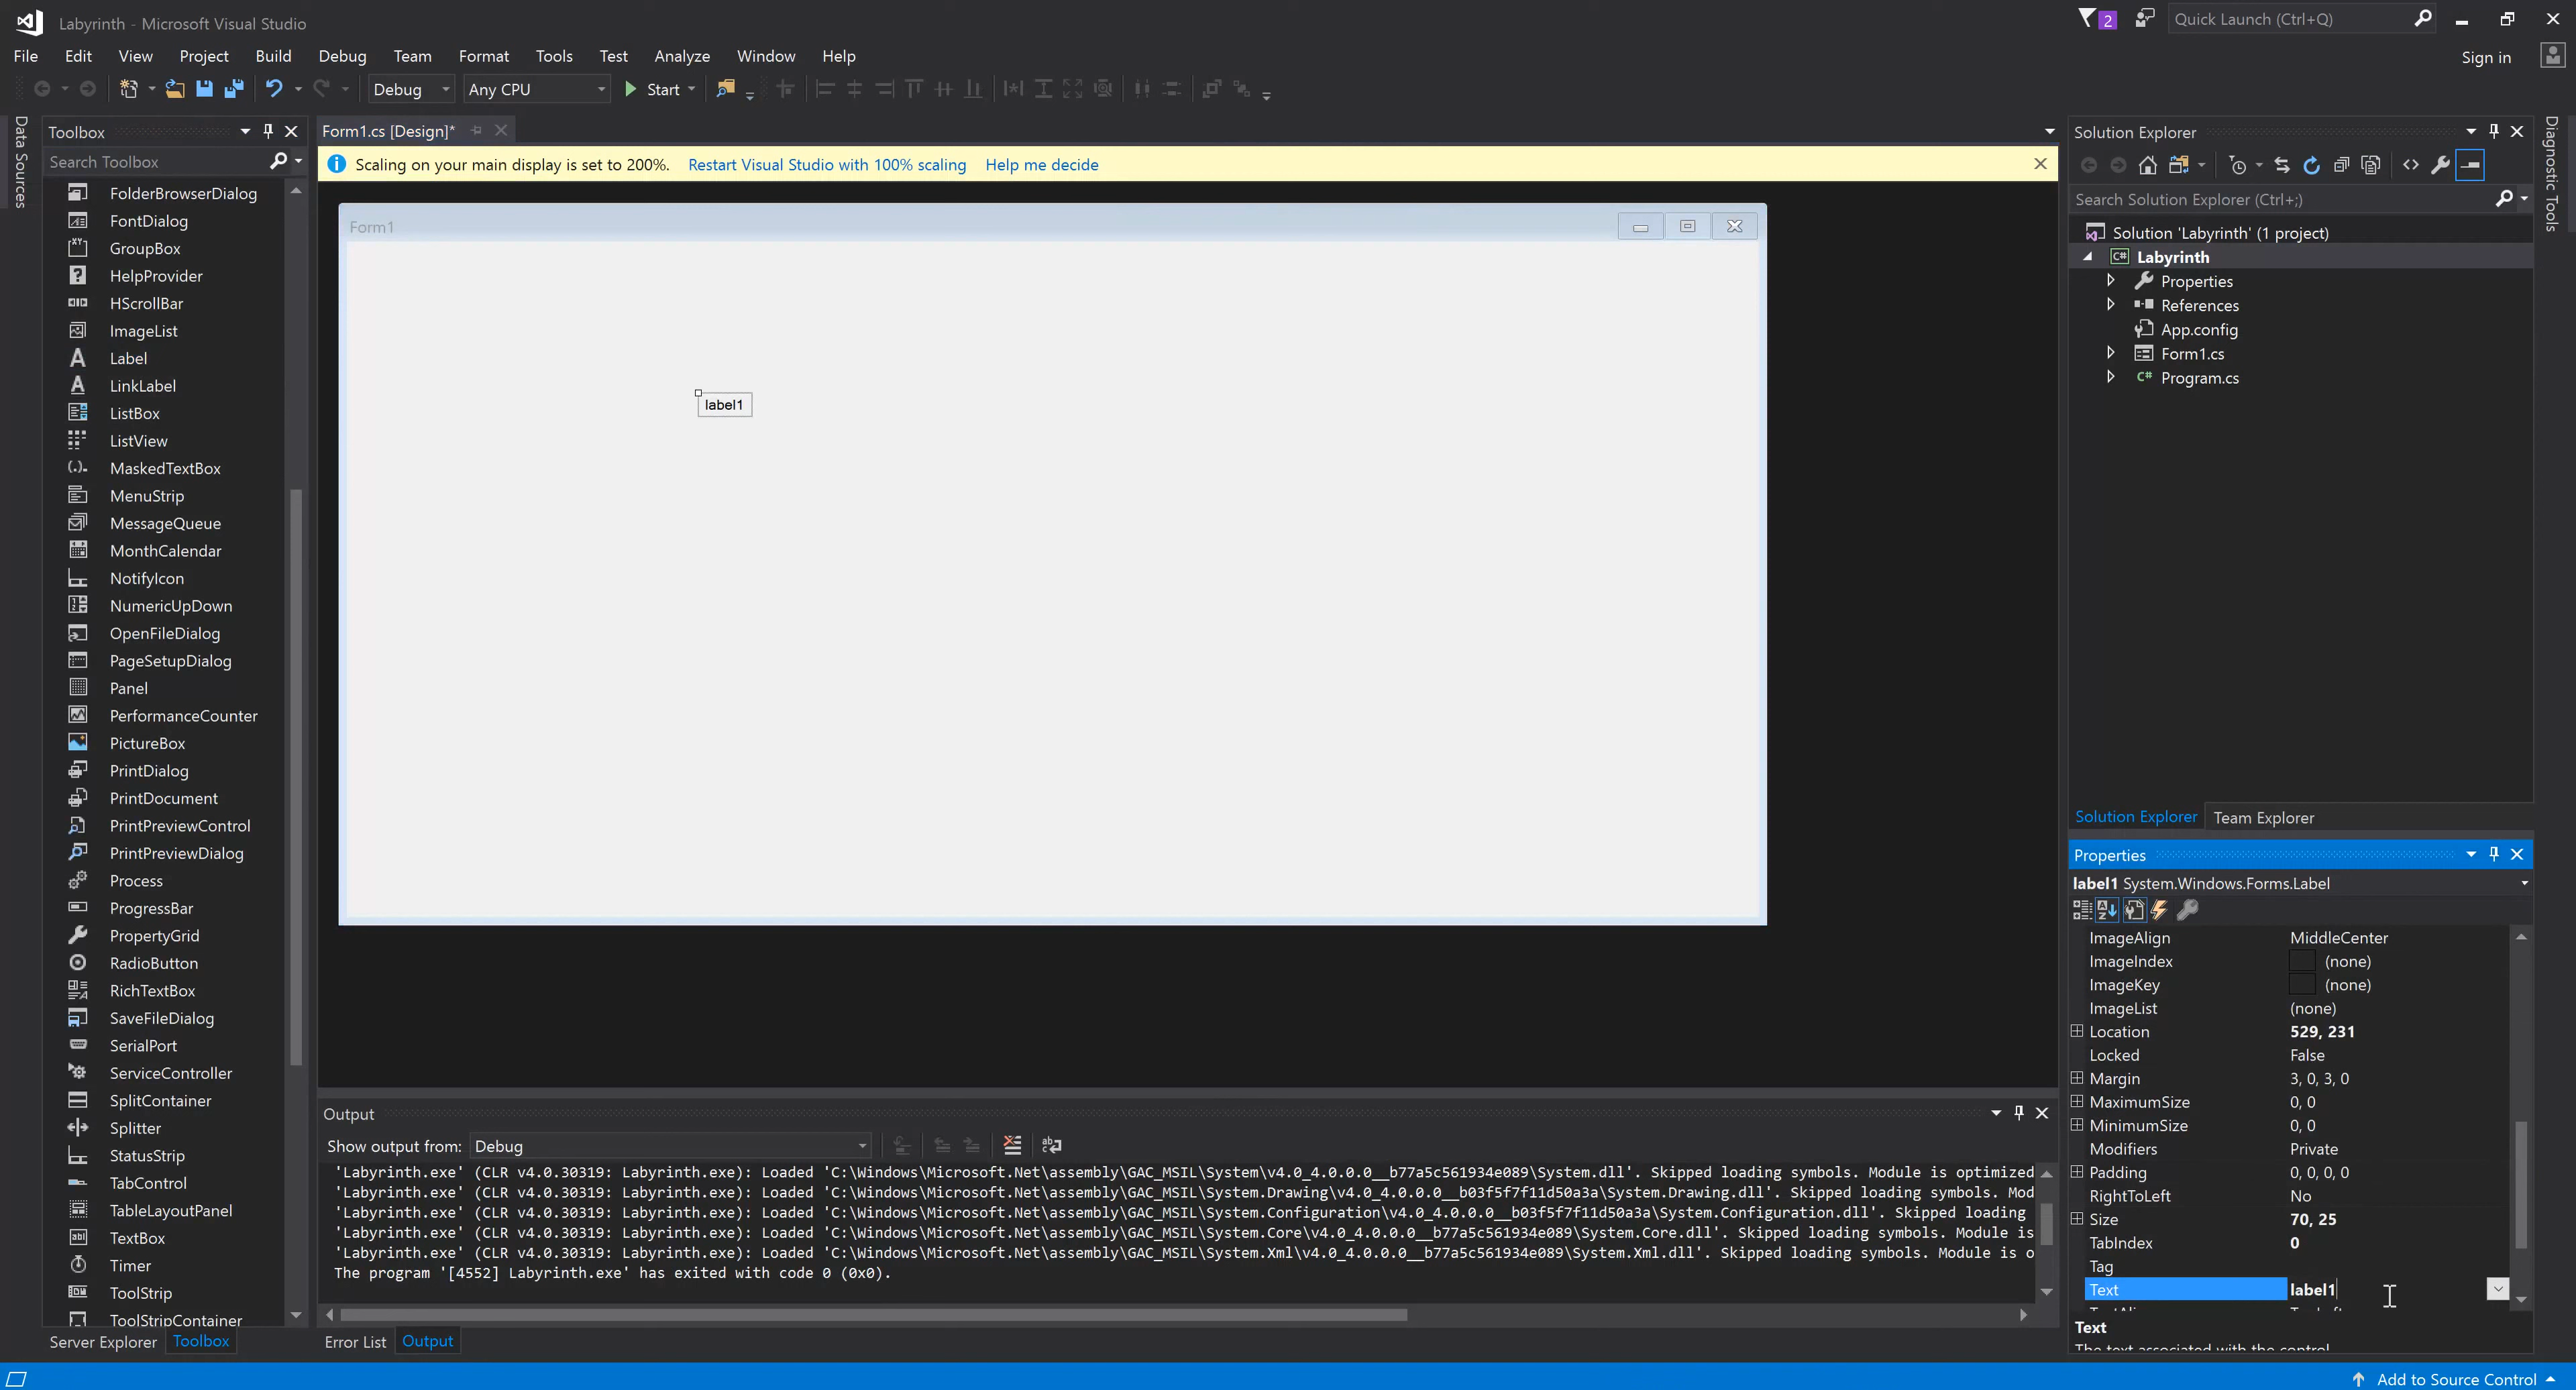 Labyrinth - Microsoft Visual Studio
2
Quick Launch (Ctrl+Q)
File Edit View Project Build Debug Team Format Tools Test Analyze Window Help
Sign in
Debug Any CPU Start
Data Sources
Toolbox
Search Toolbox
FolderBrowserDialog
FontDialog
GroupBox
HelpProvider
HScrollBar
ImageList
Label
LinkLabel
ListBox
ListView
MaskedTextBox
MenuStrip
MessageQueue
MonthCalendar
NotifyIcon
NumericUpDown
OpenFileDialog
PageSetupDialog
Panel
PerformanceCounter
PictureBox
PrintDialog
PrintDocument
PrintPreviewControl
PrintPreviewDialog
Process
ProgressBar
PropertyGrid
RadioButton
RichTextBox
SaveFileDialog
SerialPort
ServiceController
SplitContainer
Splitter
StatusStrip
TabControl
TableLayoutPanel
TextBox
Timer
ToolStrip
ToolStripContainer
Server Explorer Toolbox
Form1.cs [Design]*
Scaling on your main display is set to 200%. Restart Visual Studio with 100% scaling Help me decide
Form1
label1
Output
Show output from: Debug
'Labyrinth.exe' (CLR v4.0.30319: Labyrinth.exe): Loaded 'C:\Windows\Microsoft.Net\assembly\GAC_MSIL\System\v4.0_4.0.0.0__b77a5c561934e089\System.dll'. Skipped loading symbols. Module is optimized
'Labyrinth.exe' (CLR v4.0.30319: Labyrinth.exe): Loaded 'C:\Windows\Microsoft.Net\assembly\GAC_MSIL\System.Drawing\v4.0_4.0.0.0__b03f5f7f11d50a3a\System.Drawing.dll'. Skipped loading symbols. Mod
'Labyrinth.exe' (CLR v4.0.30319: Labyrinth.exe): Loaded 'C:\Windows\Microsoft.Net\assembly\GAC_MSIL\System.Configuration\v4.0_4.0.0.0__b03f5f7f11d50a3a\System.Configuration.dll'. Skipped loading
'Labyrinth.exe' (CLR v4.0.30319: Labyrinth.exe): Loaded 'C:\Windows\Microsoft.Net\assembly\GAC_MSIL\System.Core\v4.0_4.0.0.0__b77a5c561934e089\System.Core.dll'. Skipped loading symbols. Module is
'Labyrinth.exe' (CLR v4.0.30319: Labyrinth.exe): Loaded 'C:\Windows\Microsoft.Net\assembly\GAC_MSIL\System.Xml\v4.0_4.0.0.0__b77a5c561934e089\System.Xml.dll'. Skipped loading symbols. Module is o
The program '[4552] Labyrinth.exe' has exited with code 0 (0x0).
Error List Output
Solution Explorer
Search Solution Explorer (Ctrl+;)
Solution 'Labyrinth' (1 project)
C# Labyrinth
Properties
References
App.config
Form1.cs
C# Program.cs
Solution Explorer Team Explorer
Diagnostic Tools
Properties
label1 System.Windows.Forms.Label
ImageAlign MiddleCenter
ImageIndex (none)
ImageKey (none)
ImageList (none)
Location 529, 231
Locked False
Margin 3, 0, 3, 0
MaximumSize 0, 0
MinimumSize 0, 0
Modifiers Private
Padding 0, 0, 0, 0
RightToLeft No
Size 70, 25
TabIndex 0
Tag
Text label1
Text
The text associated with the control
Add to Source Control